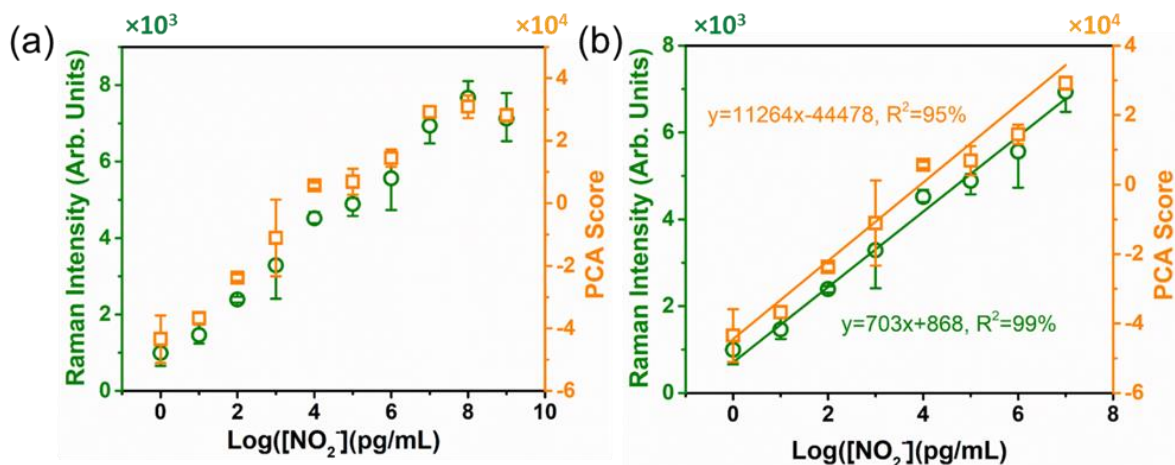 (a)
×10³
×10⁴
Raman Intensity (Arb. Units)
8
6
4
2
0
4
2
0
-2
-4
-6
PCA Score
0 2 4 6 8 10
Log([NO₂⁻](pg/mL)
(b)
×10³
×10⁴
Raman Intensity (Arb. Units)
8
6
4
2
0
y=11264x-44478, R²=95%
y=703x+868, R²=99%
4
2
0
-2
-4
-6
PCA Score
0 2 4 6 8
Log([NO₂⁻](pg/mL)